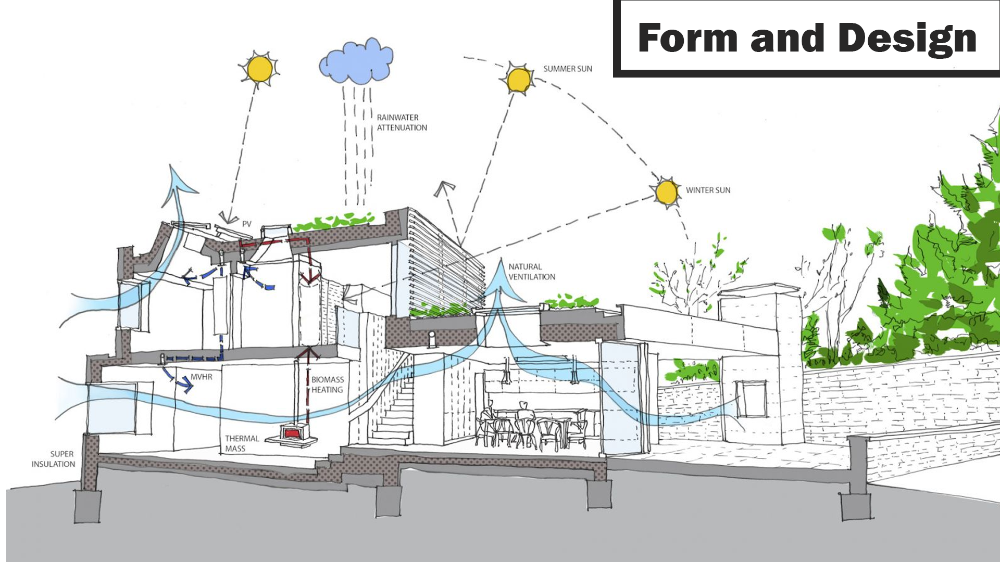 Form and Design
SUMMER SUN
RAINWATER
ATTENUATION
WINTER SUN
PV
NATURAL
VENTILATION
MVHR
BIOMASS
HEATING
THERMAL
MASS
SUPER
INSULATION